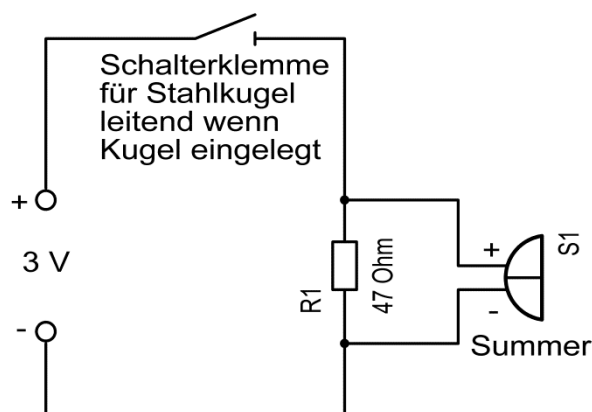 Schalterklemme
für Stahlkugel
leitend wenn
Kugel eingelegt
+
3 V
-
R1
47 Ohm
+
-
S1
Summer